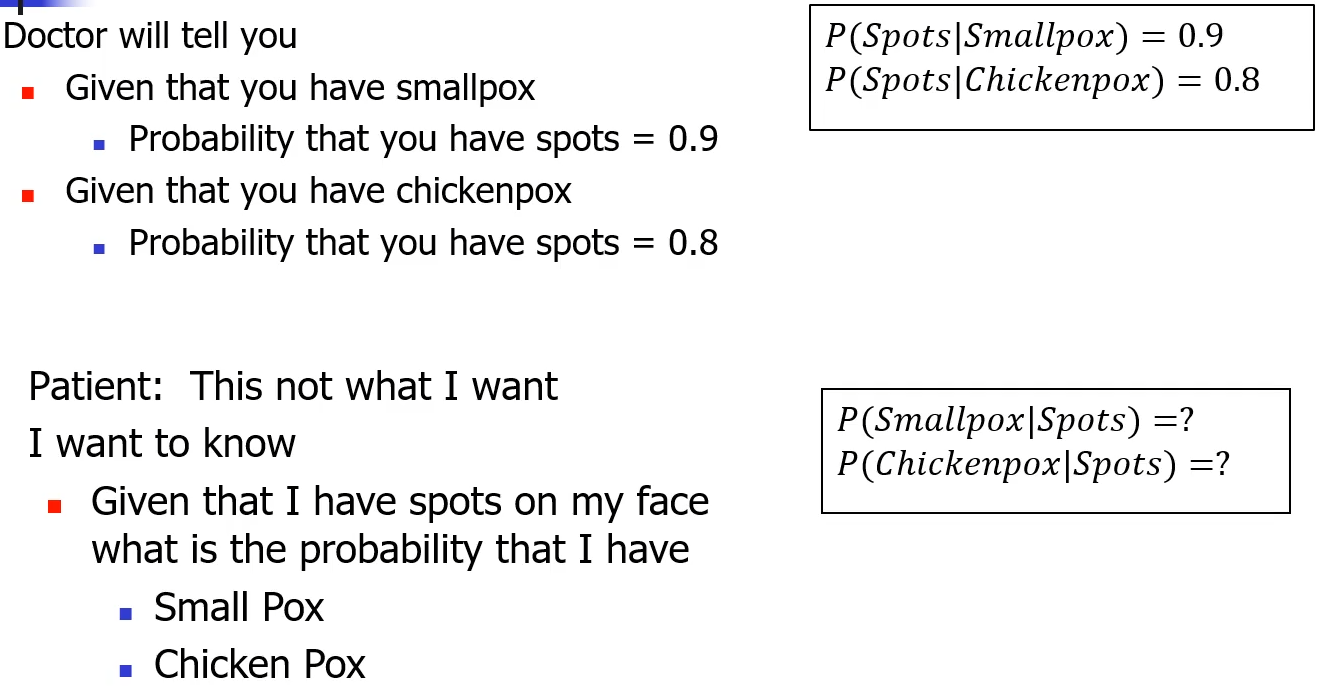 Doctor will tell you
Given that you have smallpox
Probability that you have spots = 0.9
Given that you have chickenpox
Probability that you have spots = 0.8
P(Spots|Smallpox) = 0.9
P(Spots|Chickenpox) = 0.8
Patient:  This not what I want
I want to know
Given that I have spots on my face
what is the probability that I have
Small Pox
Chicken Pox
P(Smallpox|Spots) =?
P(Chickenpox|Spots) =?